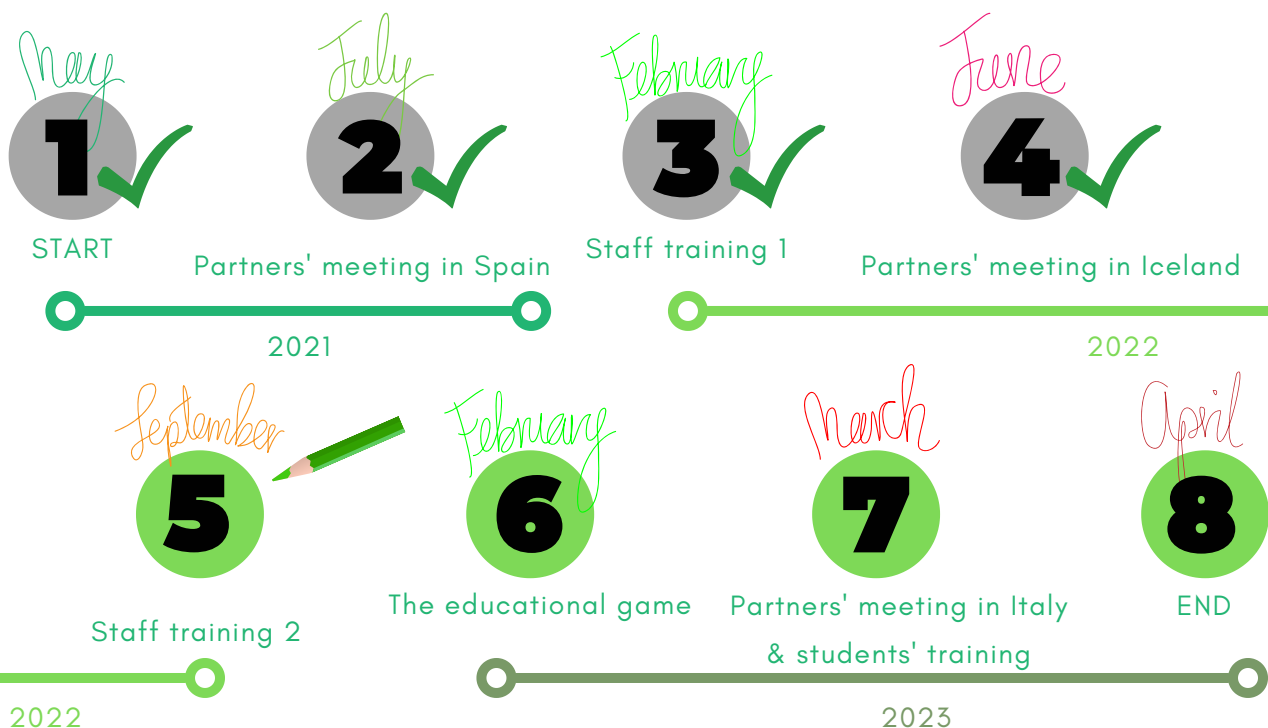 May
July
February
June
1
2
3
4
START
Partners' meeting in Spain
Staff training 1
Partners' meeting in Iceland
2021
2022
September
February
March
April
5
6
7
8
Staff training 2
The educational game
Partners' meeting in Italy
& students' training
END
2022
2023